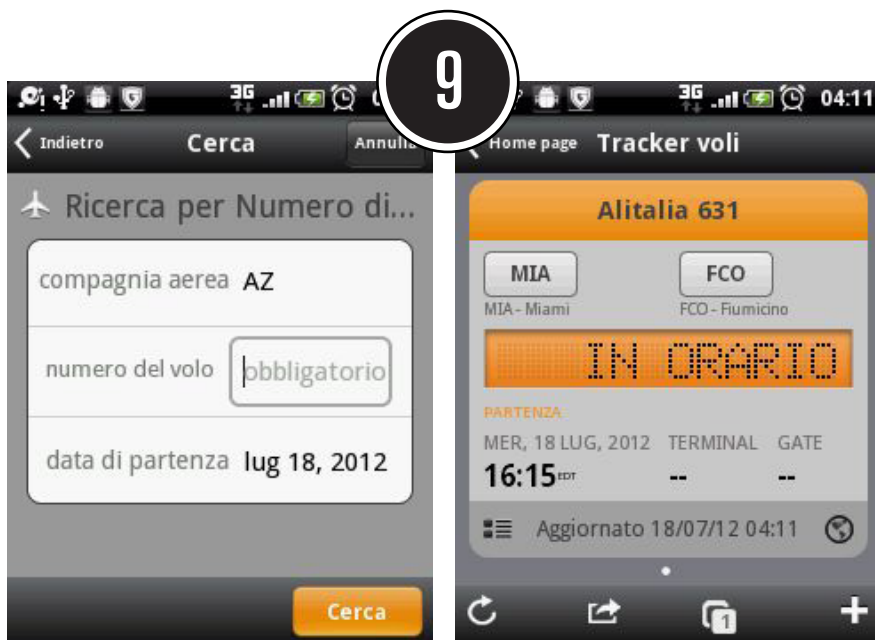 9
3G
Indietro
Cerca
Annulla
Ricerca per Numero di...
compagnia aerea AZ
numero del volo obbligatorio
data di partenza lug 18, 2012
Cerca
3G 04:11
Home page
Tracker voli
Alitalia 631
MIA FCO
MIA - Miami FCO - Fiumicino
IN ORARIO
PARTENZA
MER, 18 LUG, 2012 TERMINAL GATE
16:15 EDT -- --
Aggiornato 18/07/12 04:11
1